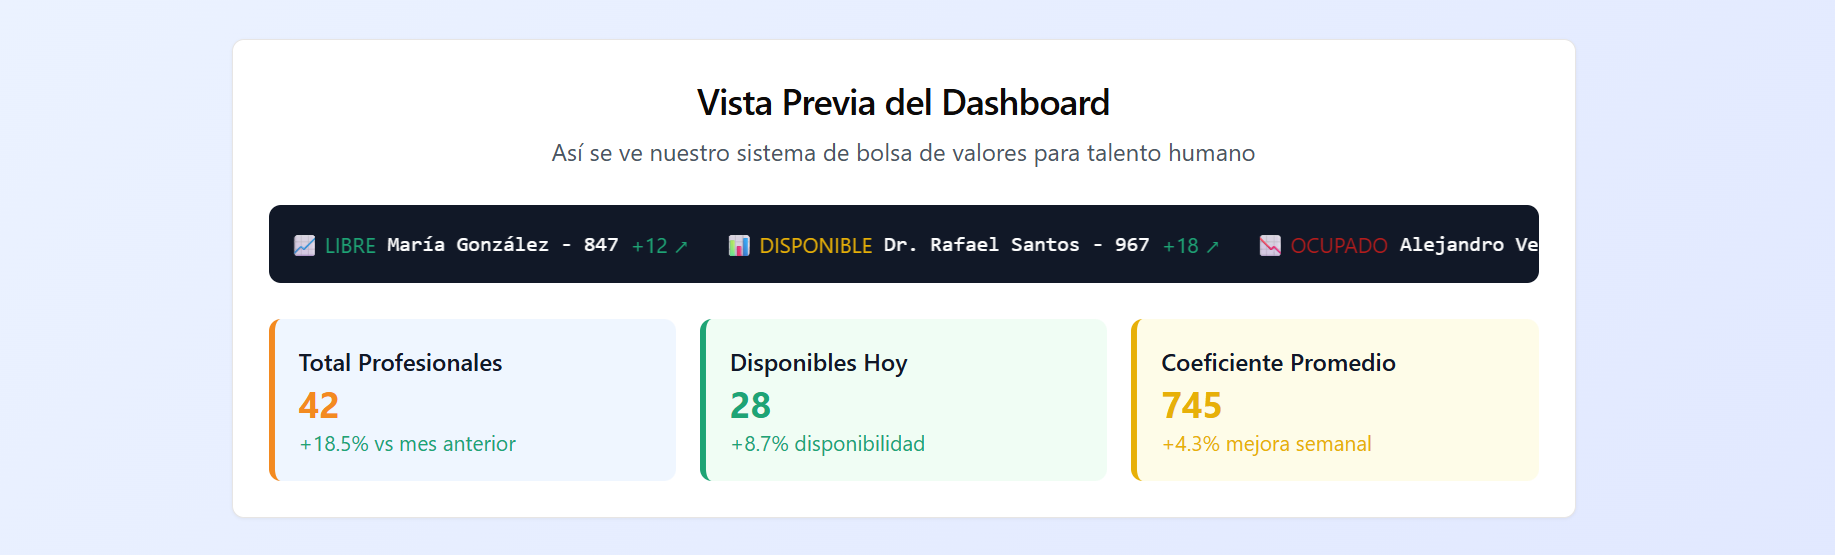 Vista Previa del Dashboard
Así se ve nuestro sistema de bolsa de valores para talento humano
LIBRE María González - 847 +12 ↗ DISPONIBLE Dr. Rafael Santos - 967 +18 ↗ OCUPADO Alejandro Ve
Total Profesionales
42
+18.5% vs mes anterior
Disponibles Hoy
28
+8.7% disponibilidad
Coeficiente Promedio
745
+4.3% mejora semanal